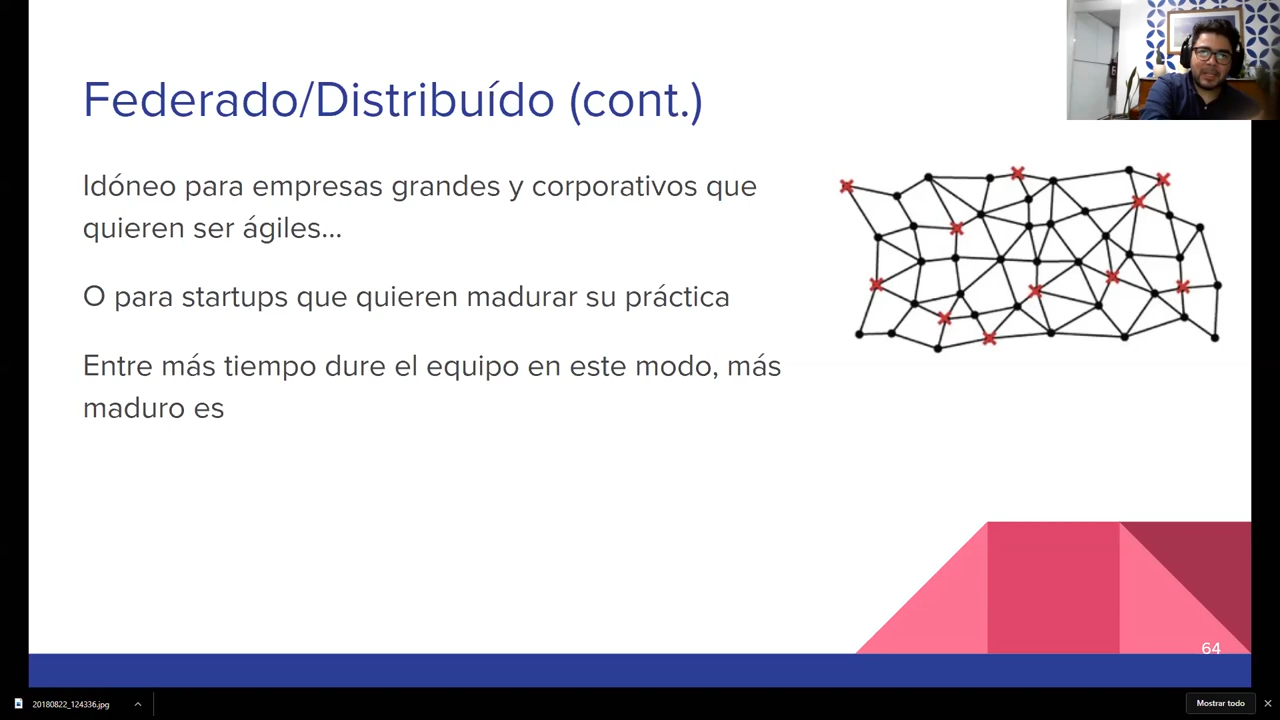 Federado/Distribuído (cont.)
Idóneo para empresas grandes y corporativos que
quieren ser ágiles...
O para startups que quieren madurar su práctica
Entre más tiempo dure el equipo en este modo, más
maduro es
64
20180822_124336.jpg
Mostrar todo